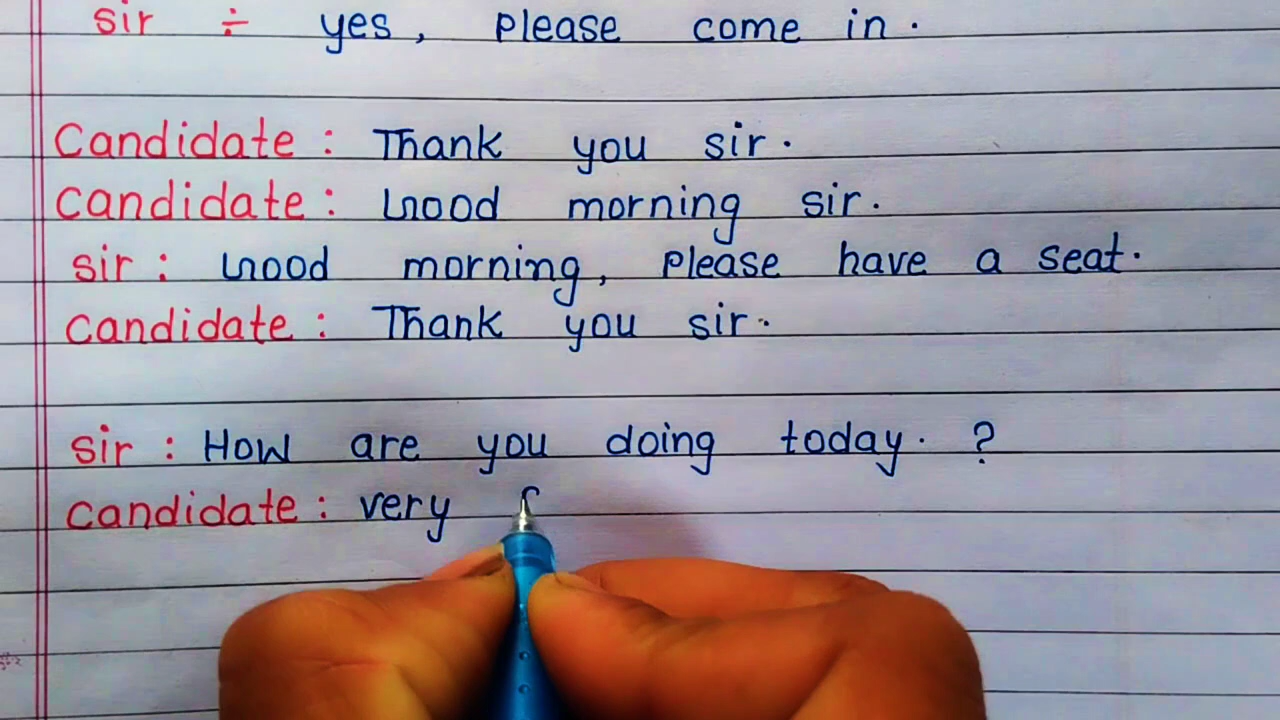 sir ÷ yes, please come in.
Candidate : Thank you sir.
candidate : Good morning sir.
sir : Good morning, please have a seat.
candidate : Thank you sir.
sir : How are you doing today. ?
candidate : very